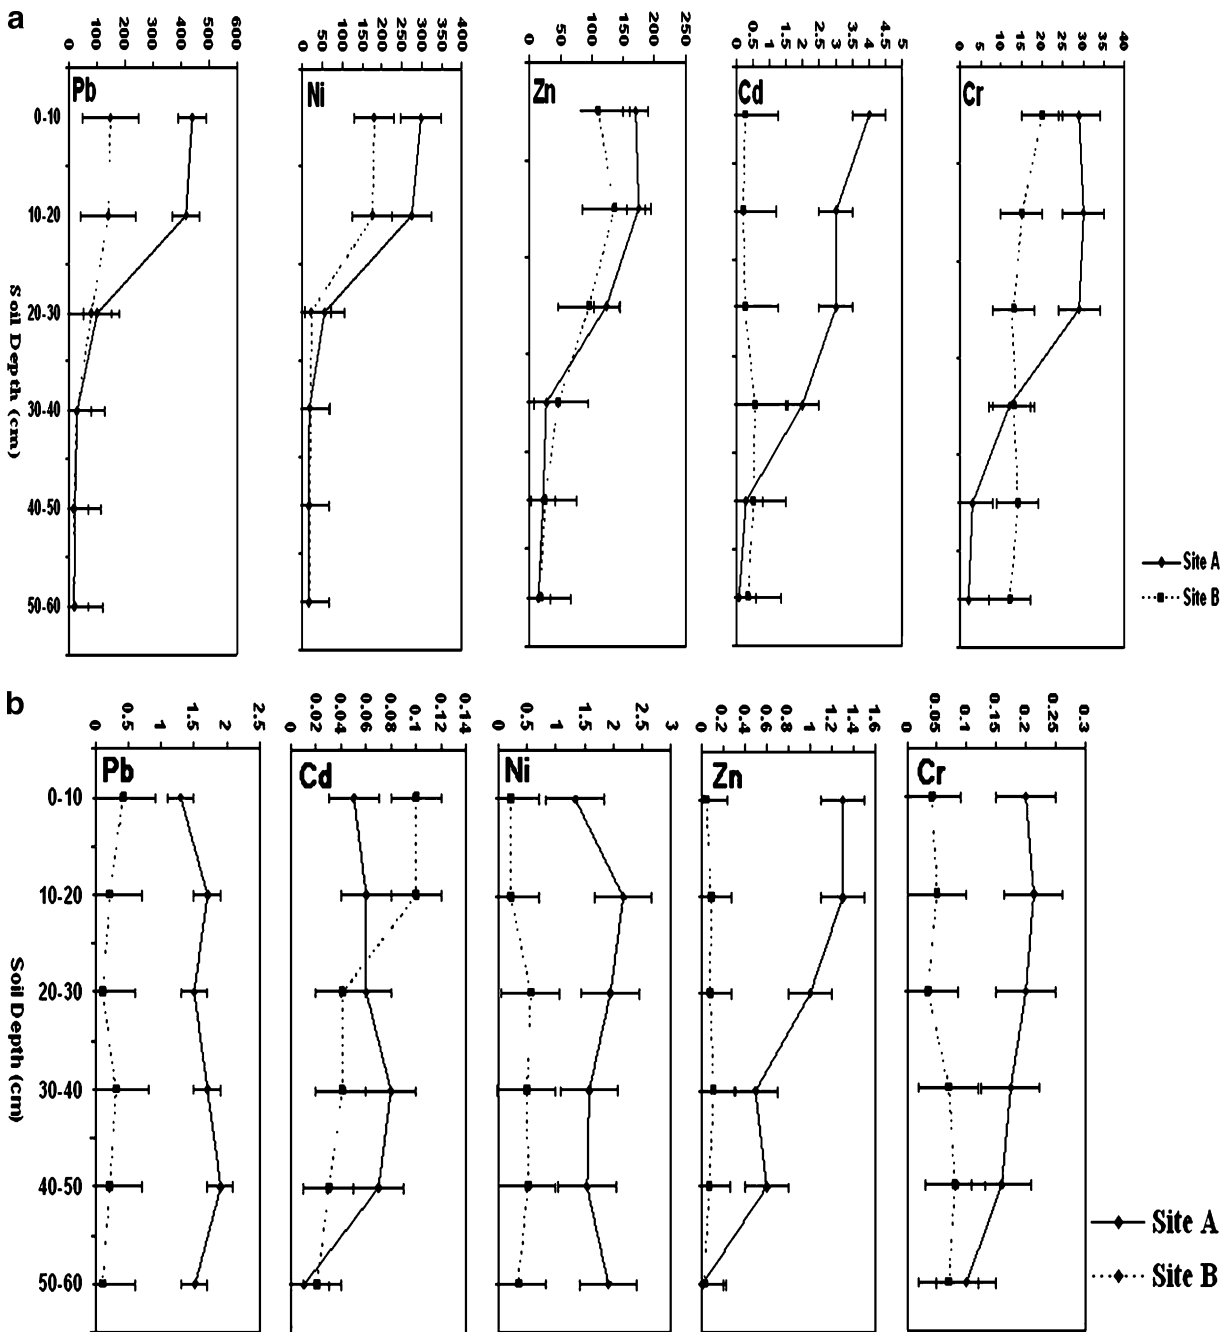 a
0 100 200 300 400 500 600
0 50 100 150 200 250 300 350 400
0 50 100 150 200 250
0 0.5 1 1.5 2 2.5 3 3.5 4 4.5 5
0 5 10 15 20 25 30 35 40
Pb
Ni
Zn
Cd
Cr
0-10
10-20
20-30
30-40
40-50
50-60
Soil Depth (cm)
Site A
Site B
b
0 0.5 1 1.5 2 2.5
0 0.02 0.04 0.06 0.08 0.10 0.12 0.14
0 0.5 1 1.5 2 2.5 3
0 0.2 0.4 0.6 0.8 1 1.2 1.4 1.6
0 0.05 0.1 0.15 0.2 0.25 0.3
Pb
Cd
Ni
Zn
Cr
0-10
10-20
20-30
30-40
40-50
50-60
Soil Depth (cm)
Site A
Site B